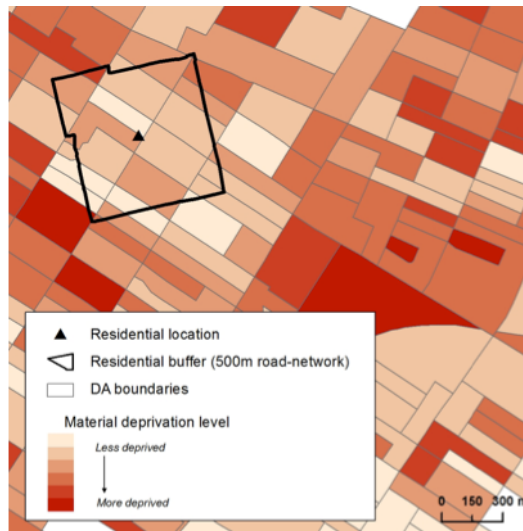 Residential location
Residential buffer (500m road-network)
DA boundaries
Material deprivation level
Less deprived
More deprived
0 150 300 m